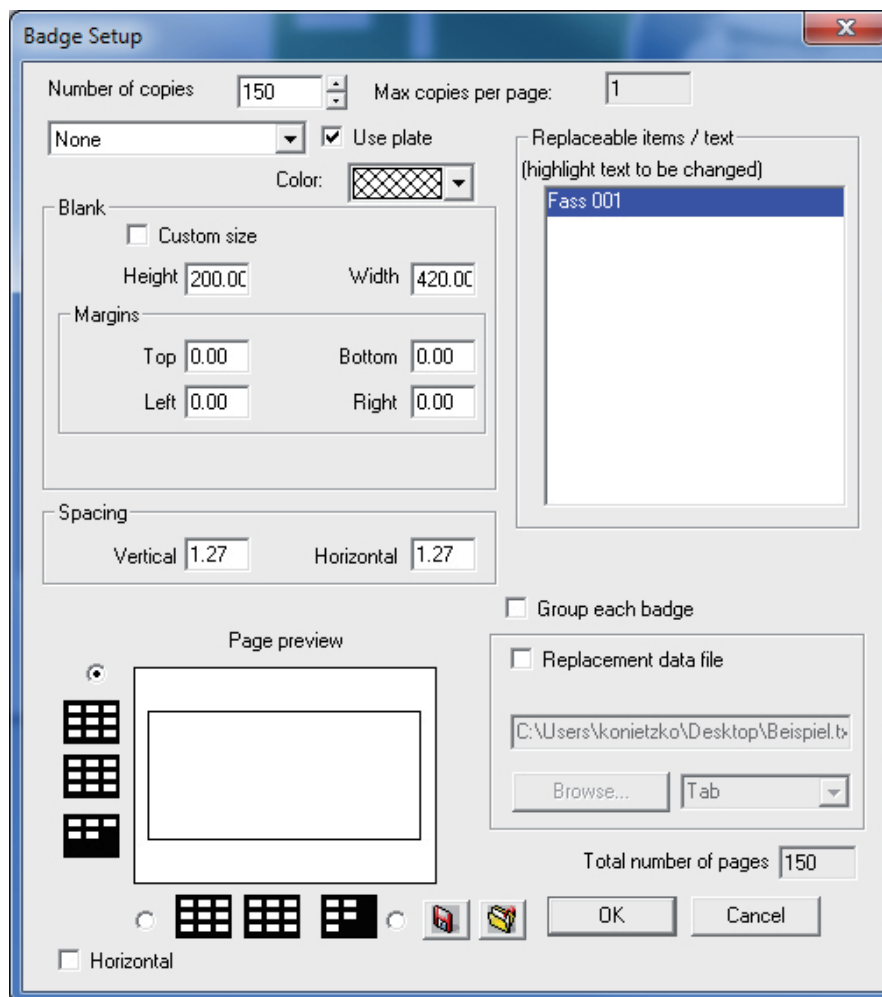 Badge Setup
Number of copies 150 Max copies per page: 1
None Use plate
Color:
Blank
Custom size
Height 200.00 Width 420.00
Margins
Top 0.00 Bottom 0.00
Left 0.00 Right 0.00
Spacing
Vertical 1.27 Horizontal 1.27
Replaceable items / text
(highlight text to be changed)
Fass 001
Group each badge
Page preview
Replacement data file
C:\Users\konietzko\Desktop\Beispiel.tx
Browse... Tab
Total number of pages 150
OK Cancel
Horizontal